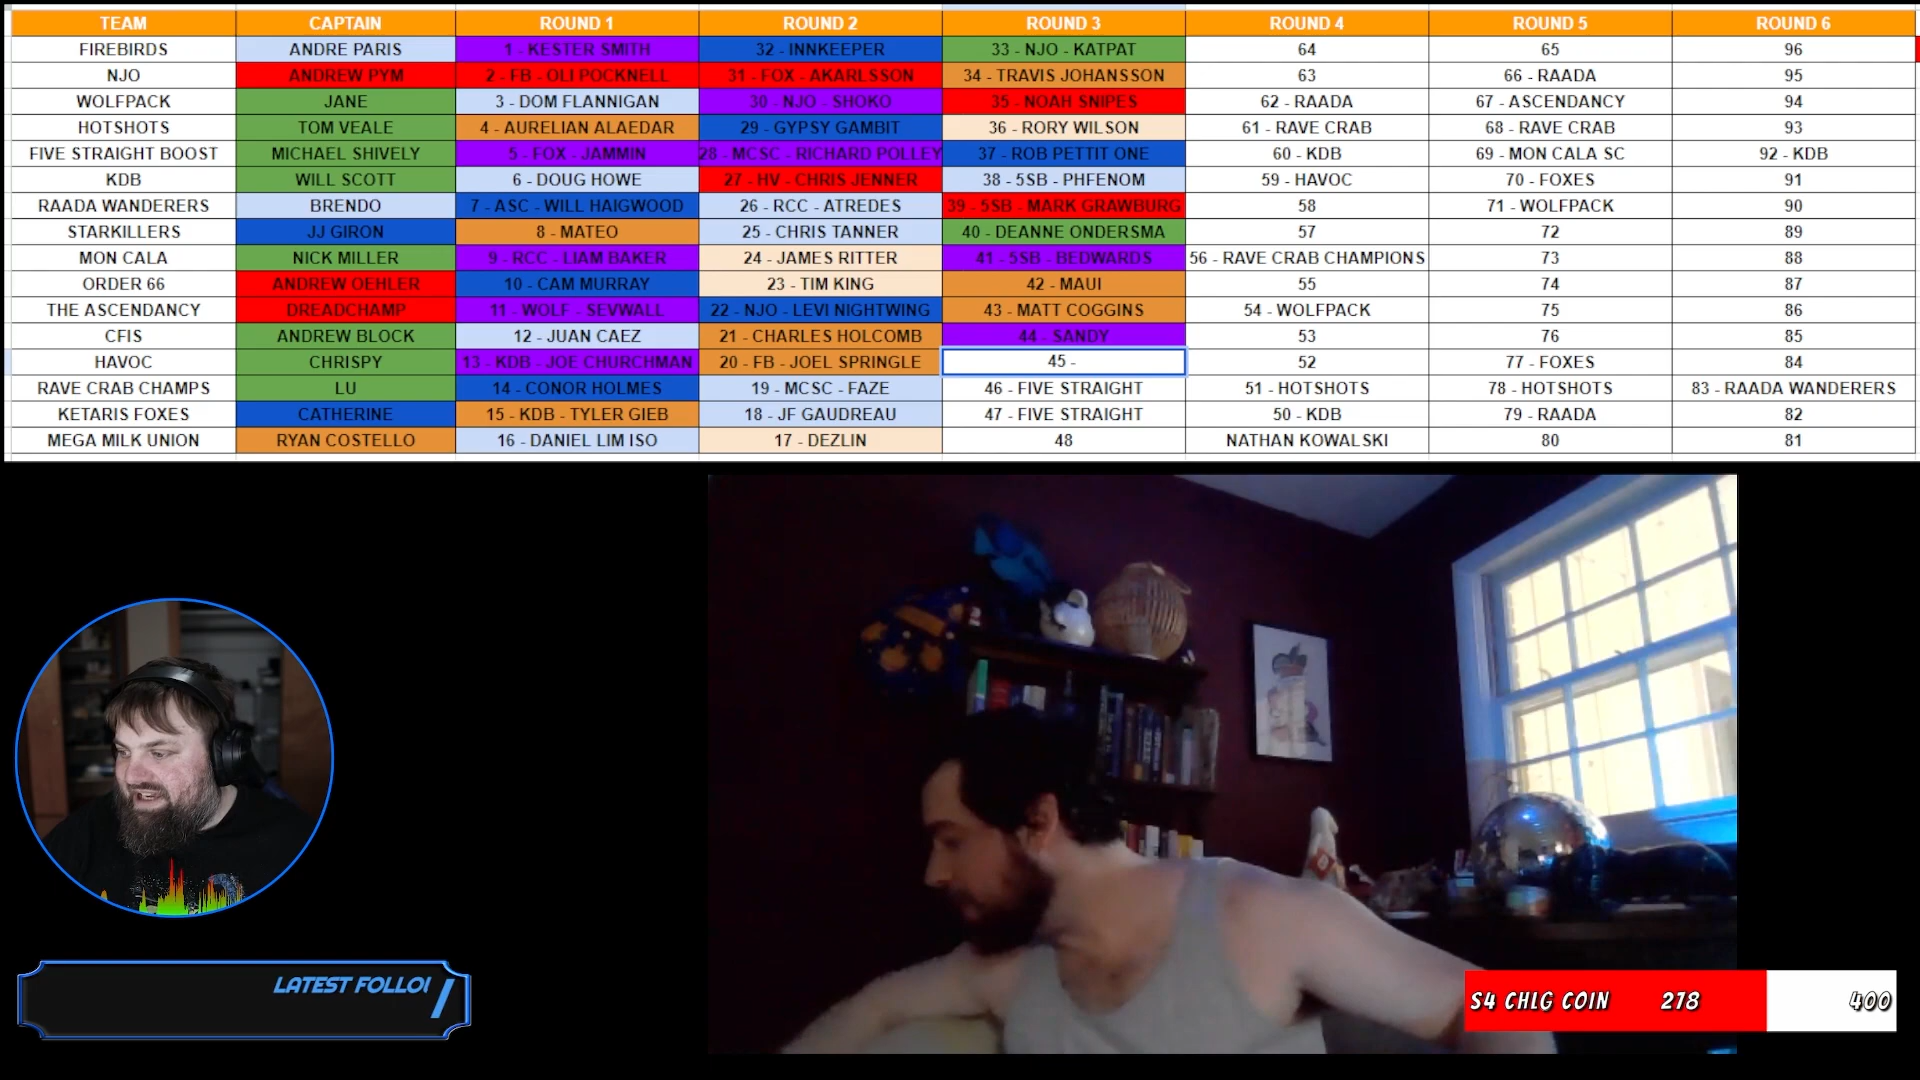 TEAM CAPTAIN ROUND 1 ROUND 2 ROUND 3 ROUND 4 ROUND 5 ROUND 6
FIREBIRDS ANDRE PARIS 1 - KESTER SMITH 32 - INNKEEPER 33 - NJO - KATPAT 64 65 96
NJO ANDREW PYM 2 - FB - OLI POCKNELL 31 - FOX - AKARLSSON 34 - TRAVIS JOHANSSON 63 66 - RAADA 95
WOLFPACK JANE 3 - DOM FLANNIGAN 30 - NJO - SHOKO 35 - NOAH SNIPES 62 - RAADA 67 - ASCENDANCY 94
HOTSHOTS TOM VEALE 4 - AURELIAN ALAEDAR 29 - GYPSY GAMBIT 36 - RORY WILSON 61 - RAVE CRAB 68 - RAVE CRAB 93
FIVE STRAIGHT BOOST MICHAEL SHIVELY 5 - FOX - JAMMIN 28 - MCSC - RICHARD POLLEY 37 - ROB PETTIT ONE 60 - KDB 69 - MON CALA SC 92 - KDB
KDB WILL SCOTT 6 - DOUG HOWE 27 - HV - CHRIS JENNER 38 - 5SB - PHFENOM 59 - HAVOC 70 - FOXES 91
RAADA WANDERERS BRENDO 7 - ASC - WILL HAIGWOOD 26 - RCC - ATREDES 39 - 5SB - MARK GRAWBURG 58 71 - WOLFPACK 90
STARKILLERS JJ GIRON 8 - MATEO 25 - CHRIS TANNER 40 - DEANNE ONDERSMA 57 72 89
MON CALA NICK MILLER 9 - RCC - LIAM BAKER 24 - JAMES RITTER 41 - 5SB - BEDWARDS 56 - RAVE CRAB CHAMPIONS 73 88
ORDER 66 ANDREW OEHLER 10 - CAM MURRAY 23 - TIM KING 42 - MAUI 55 74 87
THE ASCENDANCY DREADCHAMP 11 - WOLF - SEVWALL 22 - NJO - LEVI NIGHTWING 43 - MATT COGGINS 54 - WOLFPACK 75 86
CFIS ANDREW BLOCK 12 - JUAN CAEZ 21 - CHARLES HOLCOMB 44 - SANDY 53 76 85
HAVOC CHRISPY 13 - KDB - JOE CHURCHMAN 20 - FB - JOEL SPRINGLE 45 - 52 77 - FOXES 84
RAVE CRAB CHAMPS LU 14 - CONOR HOLMES 19 - MCSC - FAZE 46 - FIVE STRAIGHT 51 - HOTSHOTS 78 - HOTSHOTS 83 - RAADA WANDERERS
KETARIS FOXES CATHERINE 15 - KDB - TYLER GIEB 18 - JF GAUDREAU 47 - FIVE STRAIGHT 50 - KDB 79 - RAADA 82
MEGA MILK UNION RYAN COSTELLO 16 - DANIEL LIM ISO 17 - DEZLIN 48 NATHAN KOWALSKI 80 81
LATEST FOLLO
S4 CHLG COIN 278 400